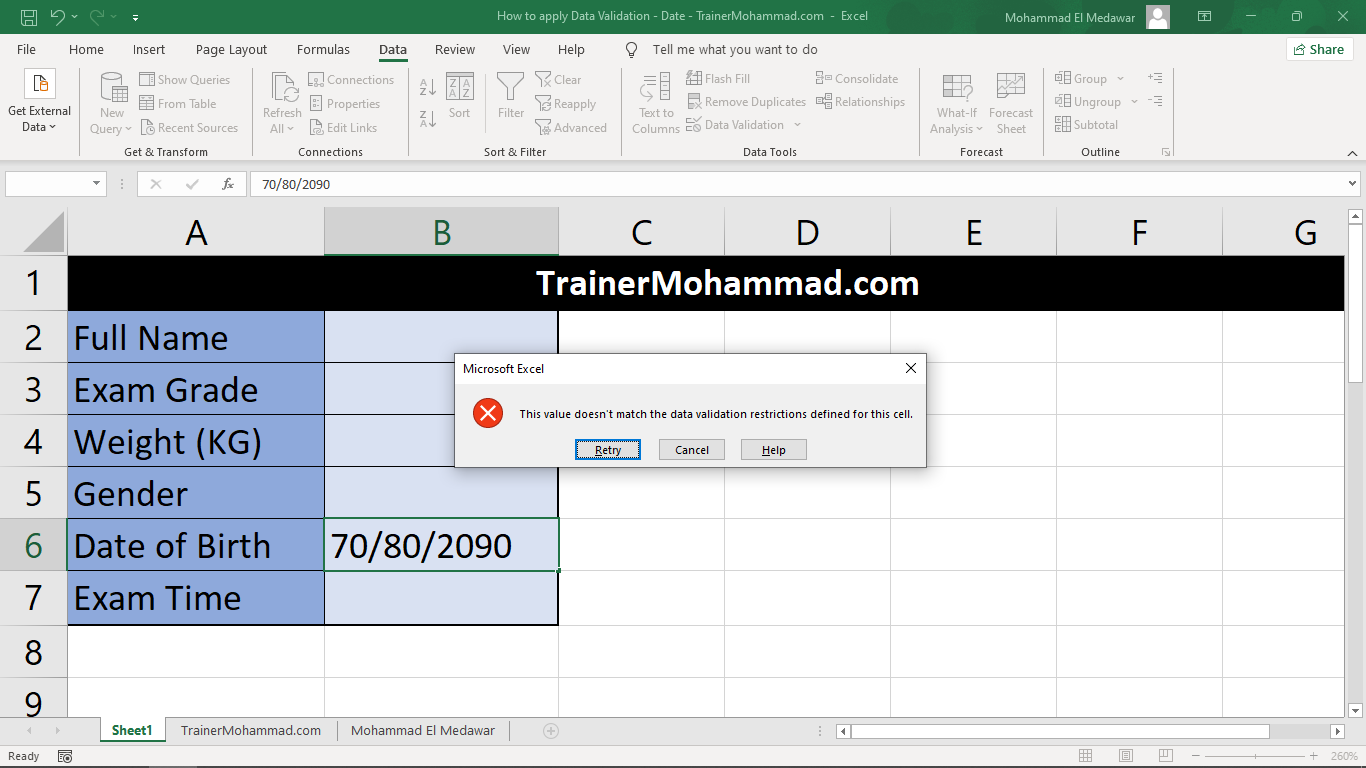 How to apply Data Validation - Date - TrainerMohammad.com - Excel
Mohammad El Medawar
File Home Insert Page Layout Formulas Data Review View Help Tell me what you want to do Share
Get External Data
New Query
Show Queries
From Table
Recent Sources
Get & Transform
Refresh All
Connections
Properties
Edit Links
Connections
Sort
Filter
Clear
Reapply
Advanced
Sort & Filter
Text to Columns
Flash Fill
Remove Duplicates
Data Validation
Consolidate
Relationships
Data Tools
What-If Analysis
Forecast Sheet
Forecast
Group
Ungroup
Subtotal
Outline
fx 70/80/2090
A B C D E F G
1 TrainerMohammad.com
2 Full Name
3 Exam Grade
4 Weight (KG)
5 Gender
6 Date of Birth 70/80/2090
7 Exam Time
8
9
Microsoft Excel
This value doesn't match the data validation restrictions defined for this cell.
Retry Cancel Help
Sheet1 TrainerMohammad.com Mohammad El Medawar
Ready 260%